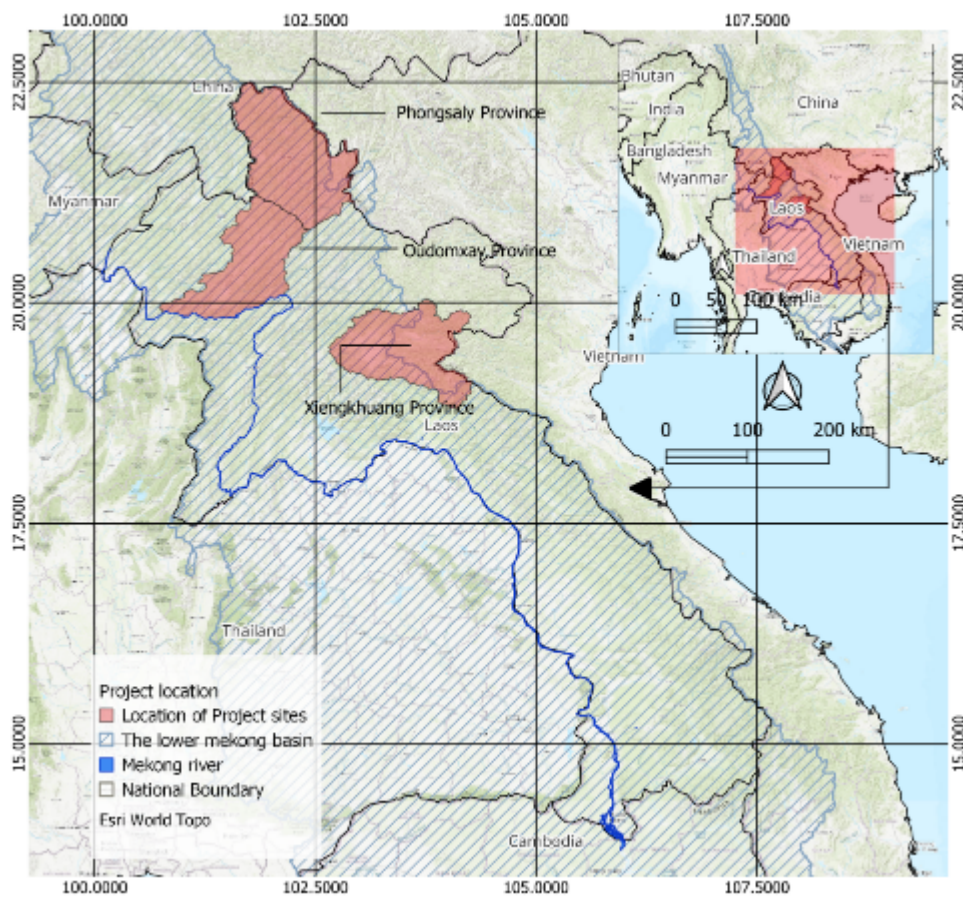 100.0000 102.5000 105.0000 107.5000
22.5000 22.5000
China
Phongsaly Province
Myanmar
Oudomxay Province
20.0000 20.0000
Xiengkhuang Province
Laos
Vietnam
Bhutan
India
China
Bangladesh
Myanmar
Laos
Vietnam
Thailand
Cambodia
0 50 100 km
0 100 200 km
17.5000 17.5000
Thailand
Project location
Location of Project sites
The lower mekong basin
Mekong river
National Boundary
Esri World Topo
15.0000 15.0000
Cambodia
100.0000 102.5000 105.0000 107.5000